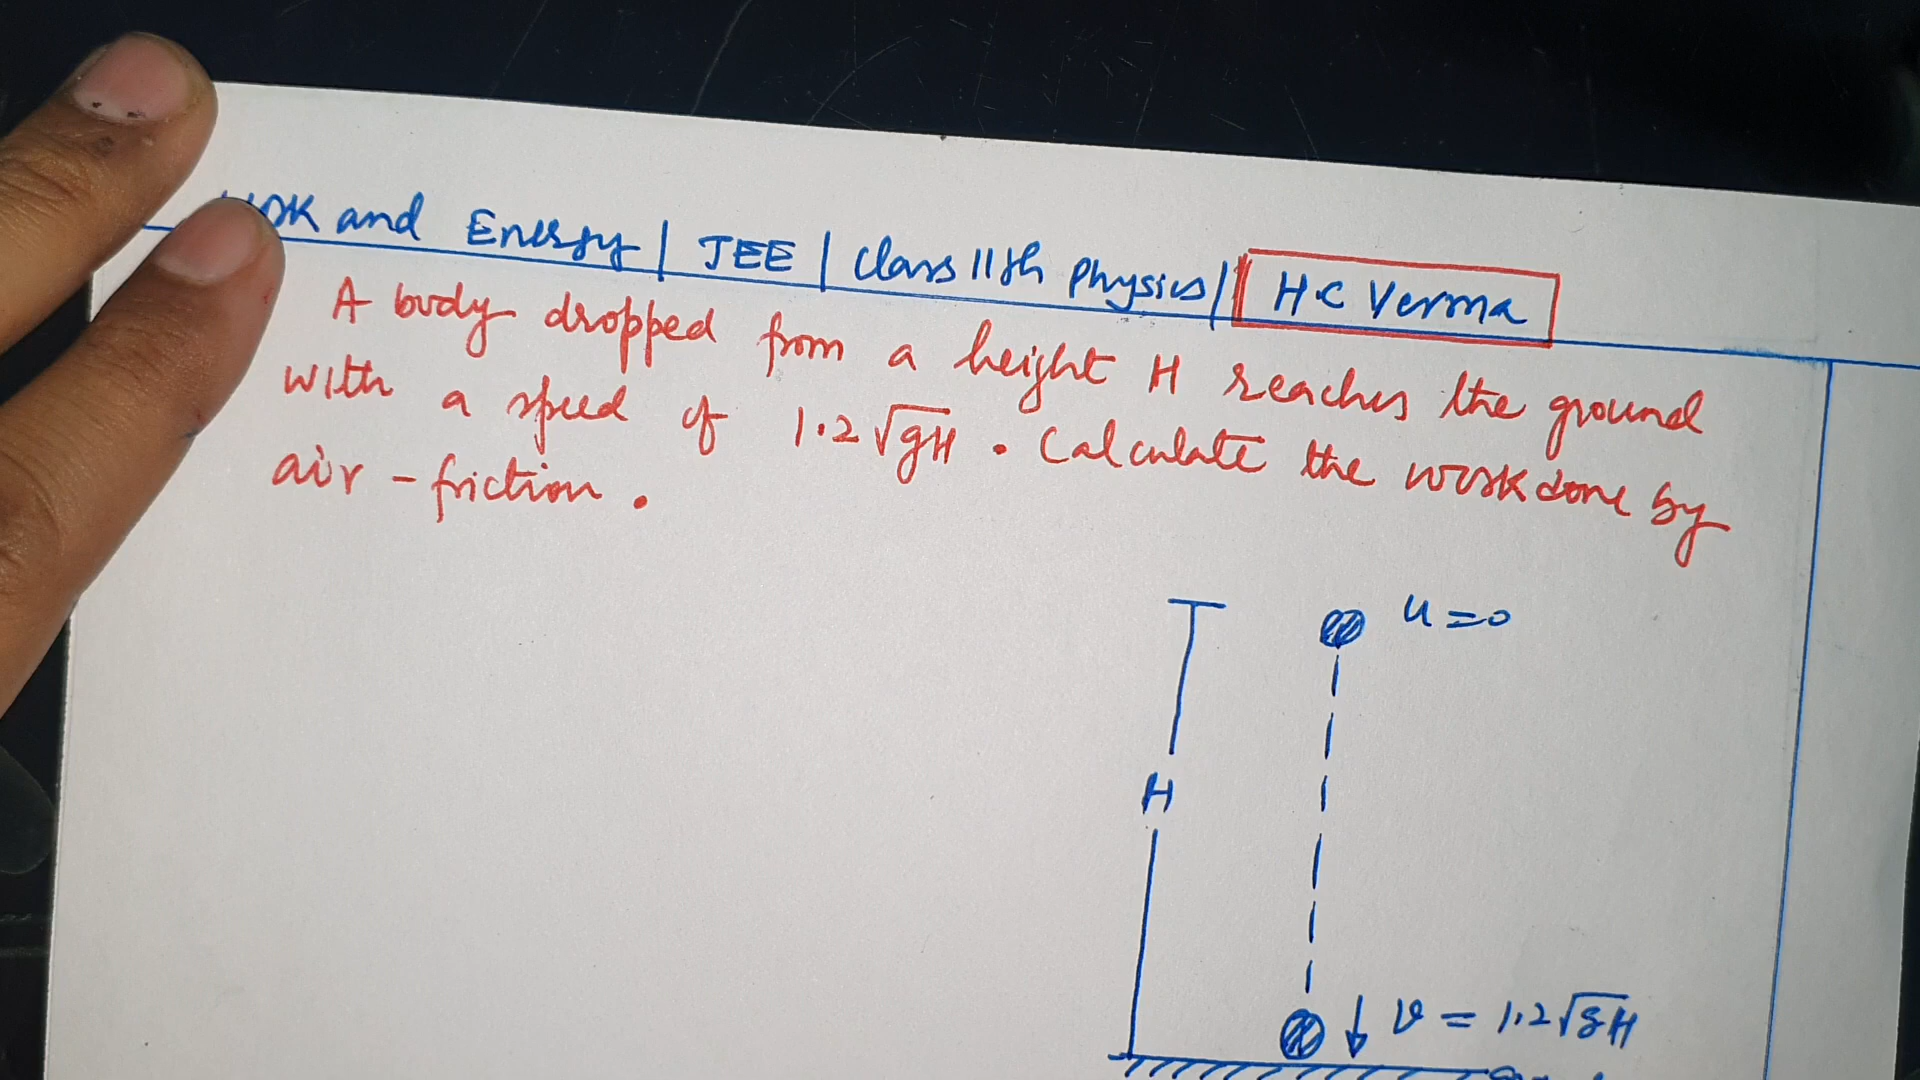 and Energy | JEE | Class 11th Physics | H.C Verma
A body dropped from a height H reaches the ground
with a speed of 1.2 √gH . Calculate the work done by
air - friction .
u = 0
H
v = 1.2 √gH